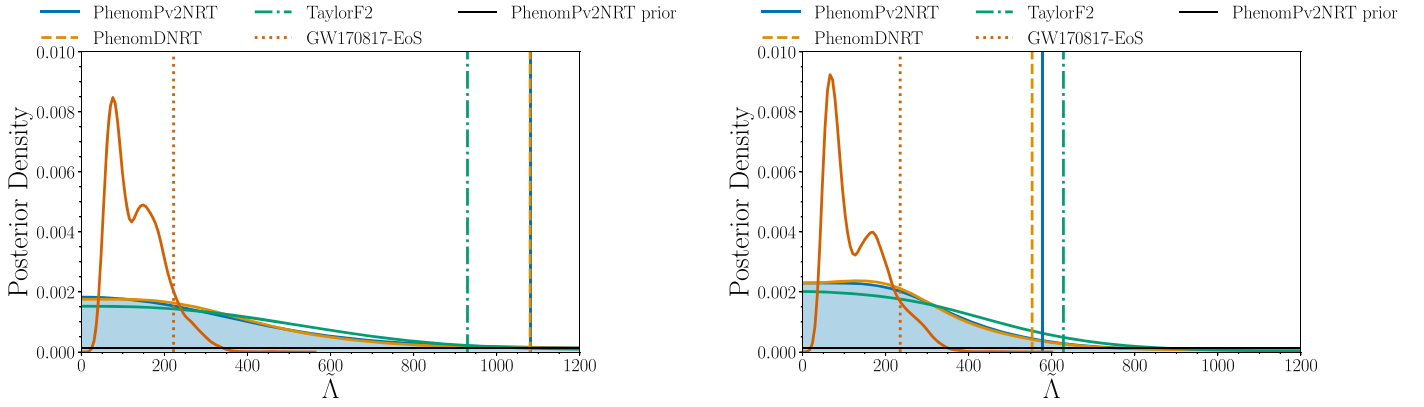 PhenomPv2NRT TaylorF2 PhenomPv2NRT prior
PhenomDNRT GW170817-EoS
0.010
0.008
0.006
0.004
0.002
0.000
Posterior Density
0 200 400 600 800 1000 1200
Λ̃
PhenomPv2NRT TaylorF2 PhenomPv2NRT prior
PhenomDNRT GW170817-EoS
0.010
0.008
0.006
0.004
0.002
0.000
Posterior Density
0 200 400 600 800 1000 1200
Λ̃